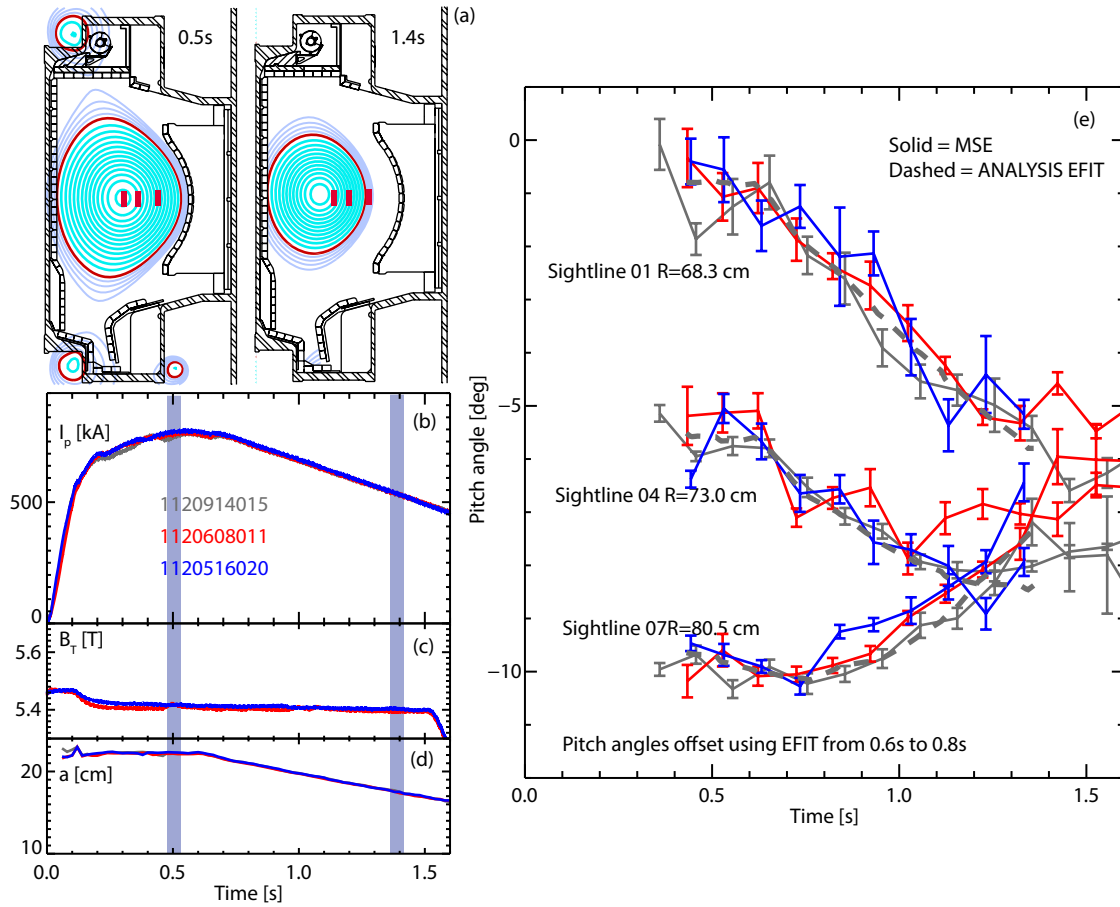 (a)
0.5s
1.4s
(b)
I_p [kA]
500
0
1120914015
1120608011
1120516020
(c)
B_T [T]
5.6
5.4
(d)
a [cm]
20
10
0.0
0.5
1.0
1.5
Time [s]
(e)
Solid = MSE
Dashed = ANALYSIS EFIT
Sightline 01 R=68.3 cm
Sightline 04 R=73.0 cm
Sightline 07R=80.5 cm
Pitch angles offset using EFIT from 0.6s to 0.8s
Pitch angle [deg]
0
−5
−10
0.0
0.5
1.0
1.5
Time [s]